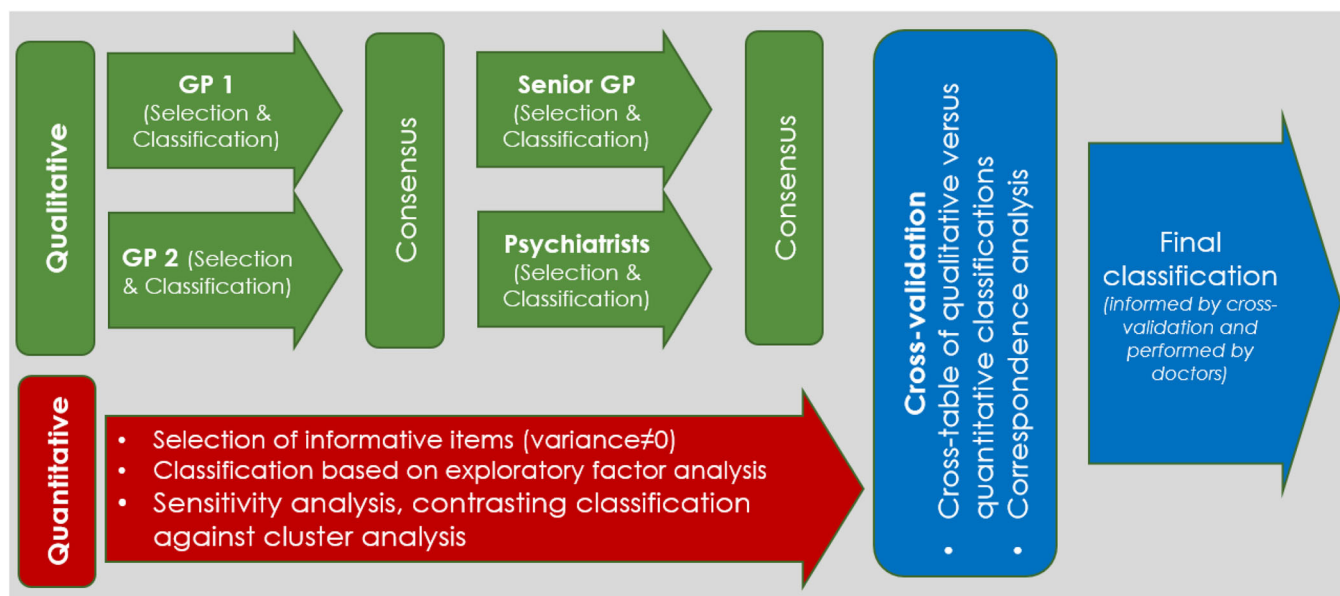 Qualitative
GP 1
(Selection &
Classification)
GP 2 (Selection
& Classification)
Consensus
Senior GP
(Selection &
Classification)
Psychiatrists
(Selection &
Classification)
Consensus
Quantitative
• Selection of informative items (variance≠0)
• Classification based on exploratory factor analysis
• Sensitivity analysis, contrasting classification
against cluster analysis
Cross-validation
• Cross-table of qualitative versus
quantitative classifications
• Correspondence analysis
Final
classification
(informed by cross-
validation and
performed by
doctors)